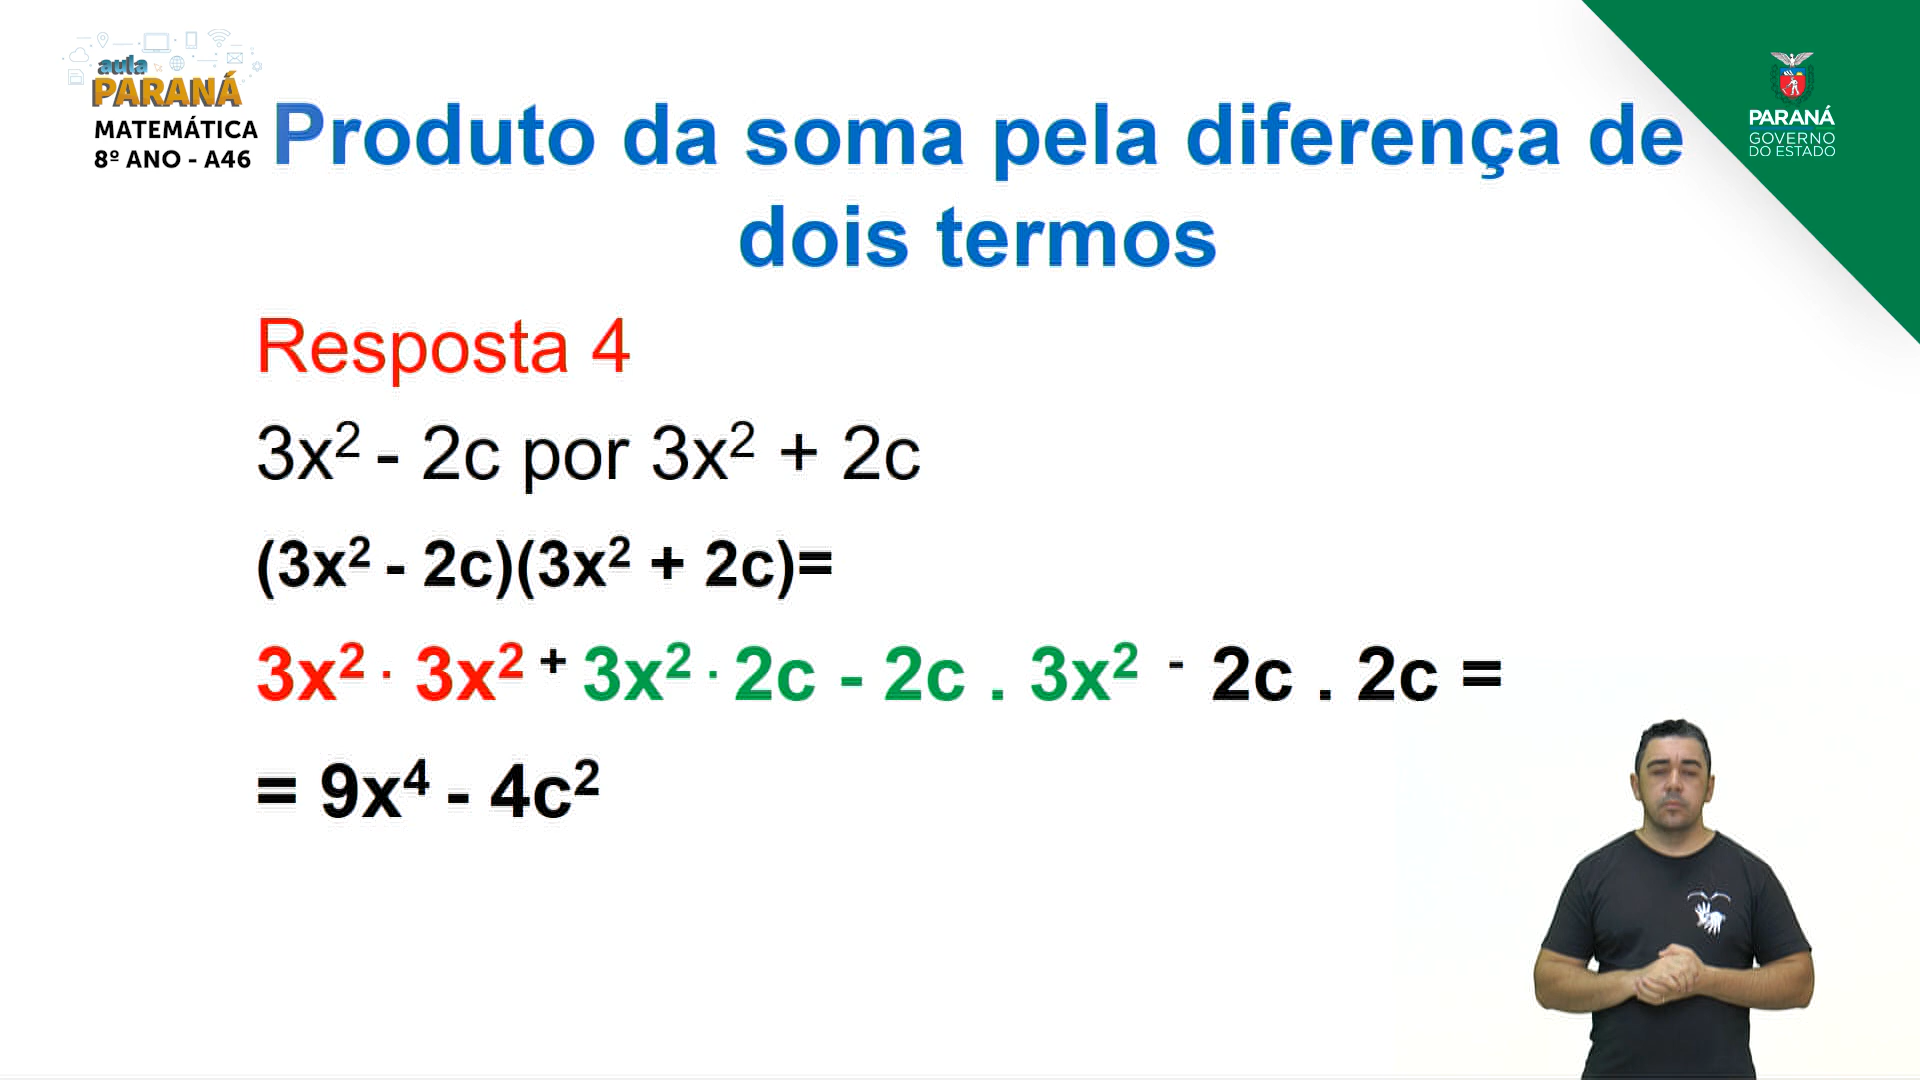 aula
PARANÁ
MATEMÁTICA
8º ANO - A46
PARANÁ
GOVERNO
DO ESTADO
Produto da soma pela diferença de
dois termos
Resposta 4
3x² - 2c por 3x² + 2c
(3x² - 2c)(3x² + 2c)=
3x² . 3x² + 3x² . 2c - 2c . 3x² - 2c . 2c =
= 9x⁴ - 4c²